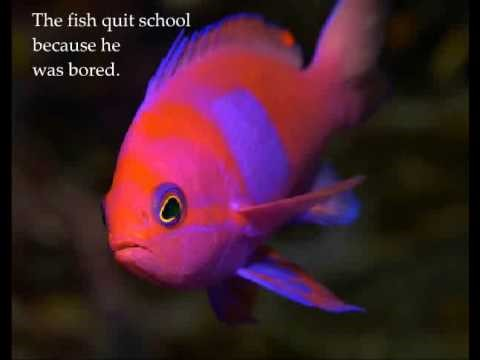 The fish quit school
because he
was bored.